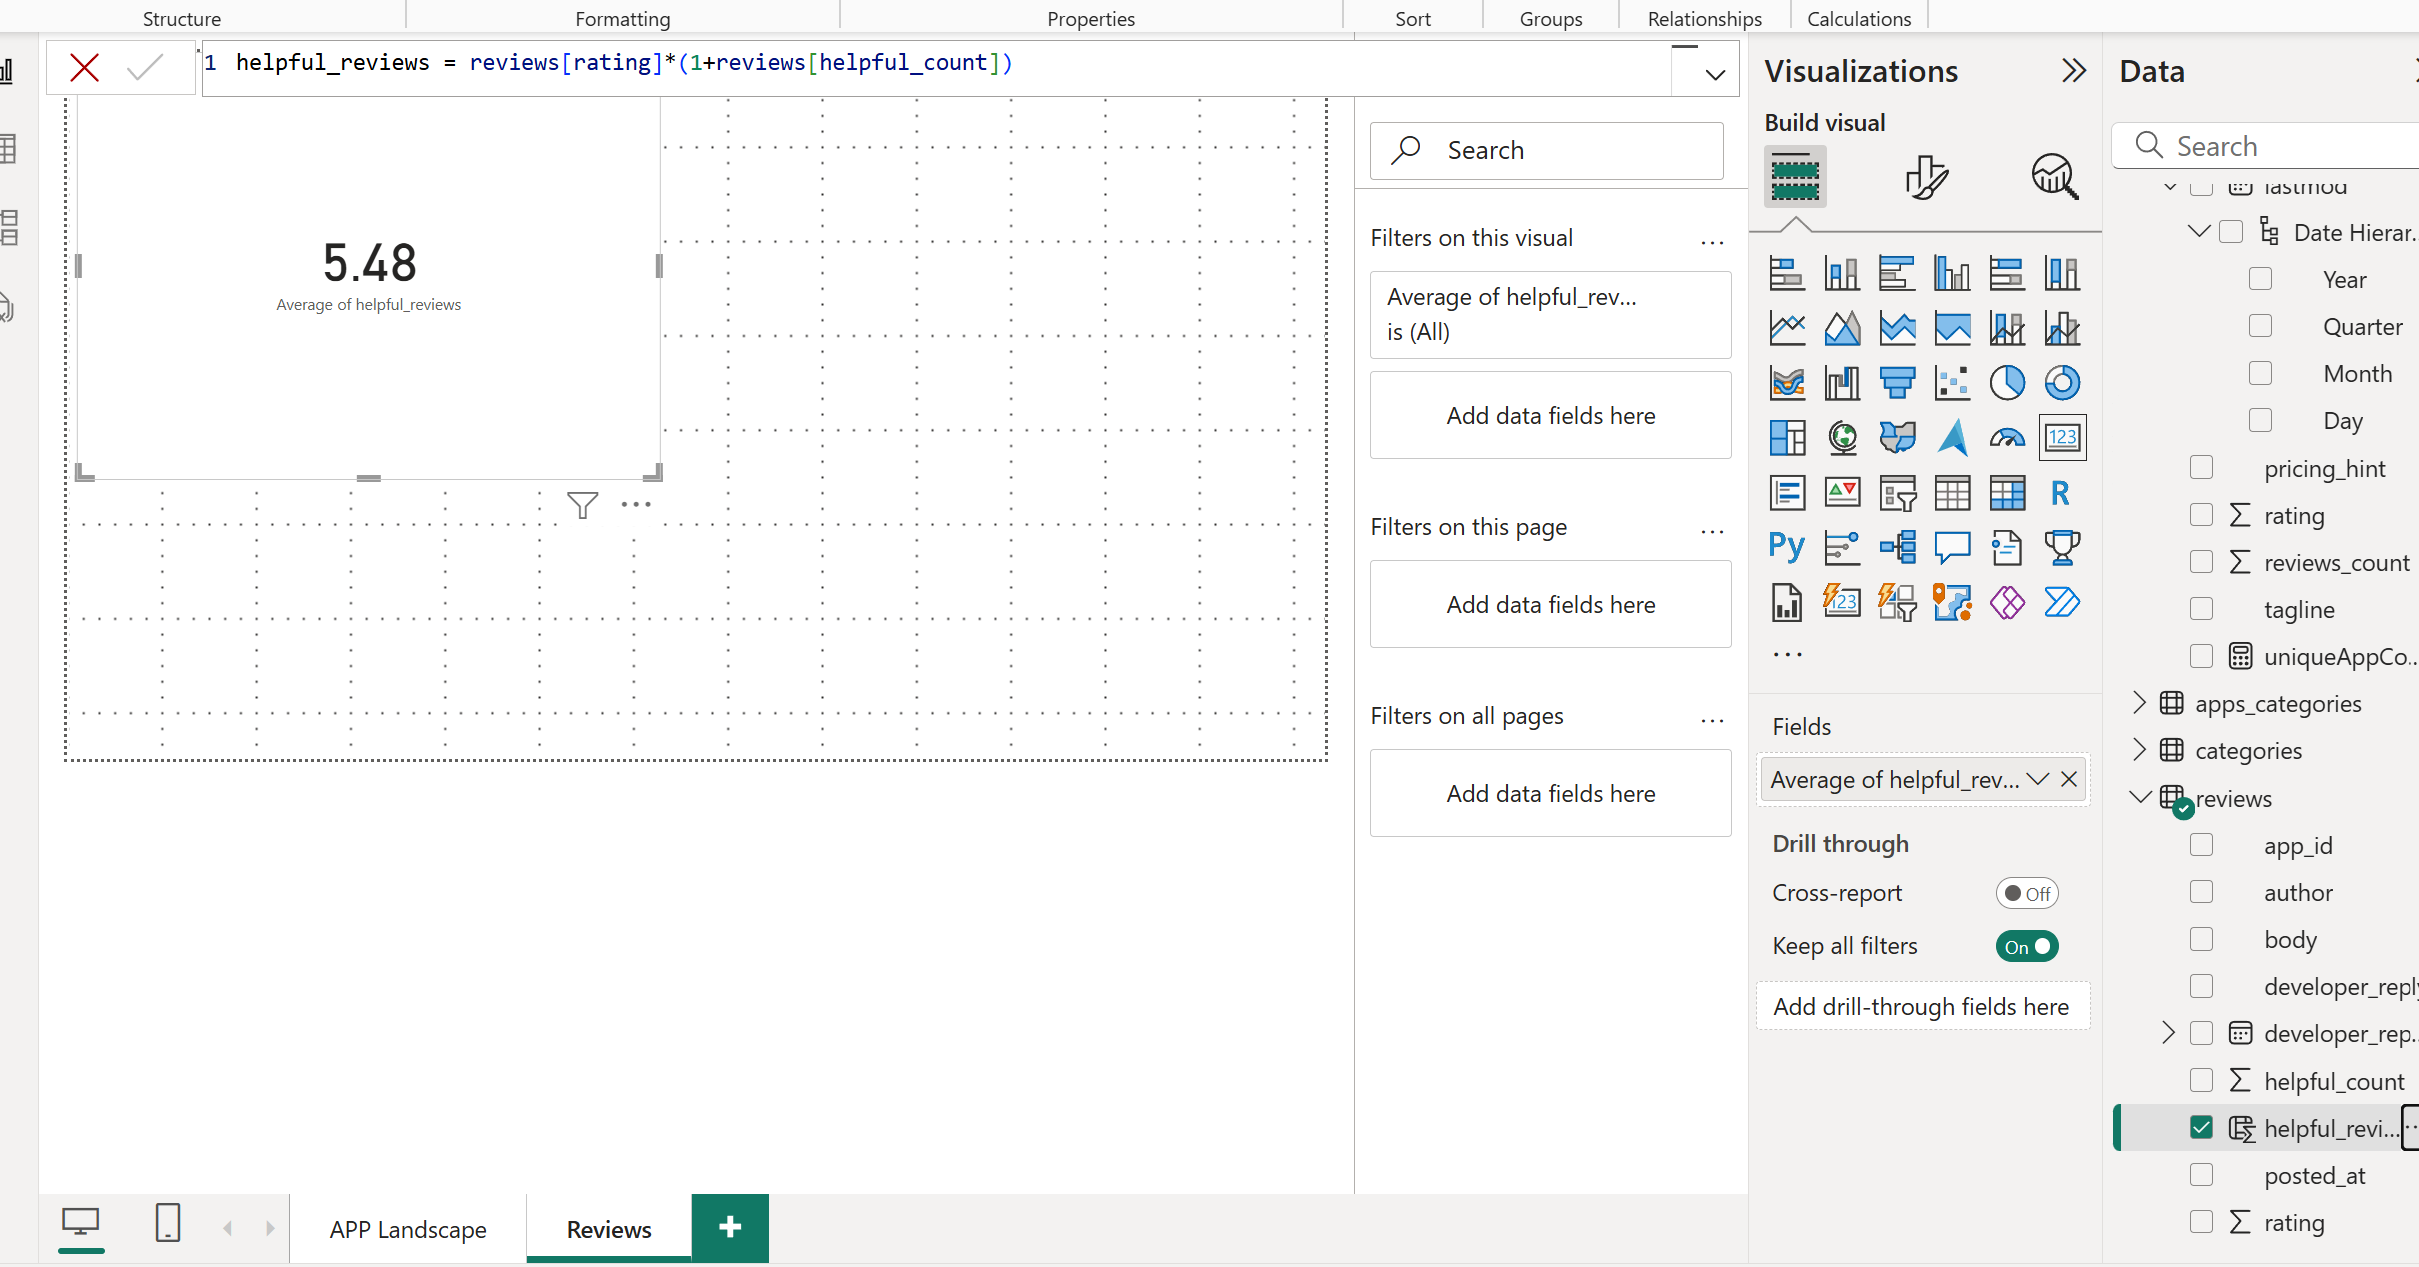 Structure
Formatting
Properties
Sort
Groups
Relationships
Calculations
1 helpful_reviews = reviews[rating]*(1+reviews[helpful_count])
5.48
Average of helpful_reviews
Search
Filters on this visual
...
Average of helpful_rev...
is (All)
Add data fields here
Filters on this page
...
Add data fields here
Filters on all pages
...
Add data fields here
Visualizations
Build visual
123
R
Py
123
...
Fields
Average of helpful_rev...
Drill through
Cross-report
Off
Keep all filters
On
Add drill-through fields here
Data
Search
lastmod
Date Hierar...
Year
Quarter
Month
Day
pricing_hint
rating
reviews_count
tagline
uniqueAppCo...
apps_categories
categories
reviews
app_id
author
body
developer_reply
developer_rep...
helpful_count
helpful_revi...
posted_at
rating
APP Landscape
Reviews
+